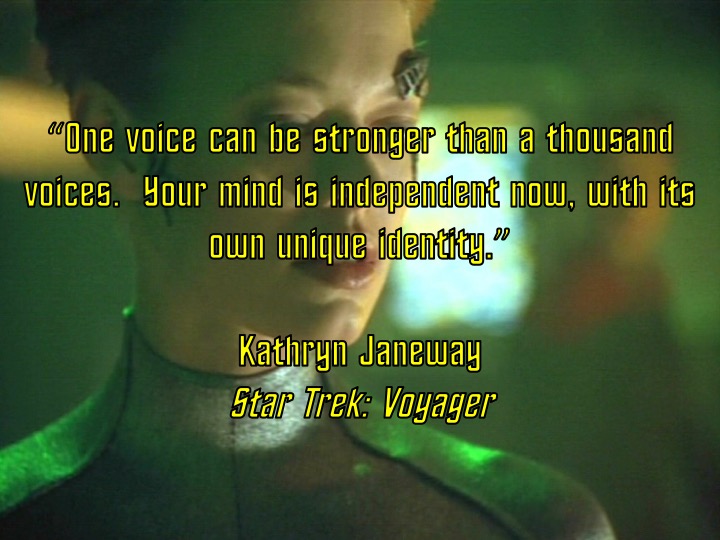 “One voice can be stronger than a thousand
voices.  Your mind is independent now, with its
own unique identity.”
Kathryn Janeway
Star Trek: Voyager